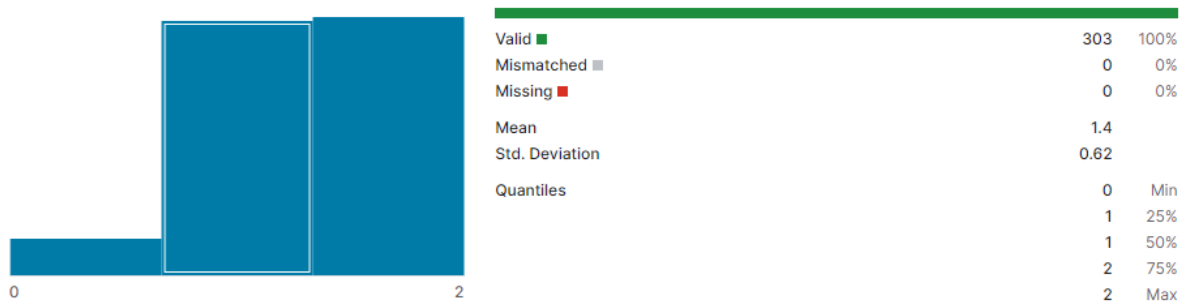 0 2
Valid 303 100%
Mismatched 0 0%
Missing 0 0%
Mean 1.4
Std. Deviation 0.62
Quantiles 0 Min
1 25%
1 50%
2 75%
2 Max